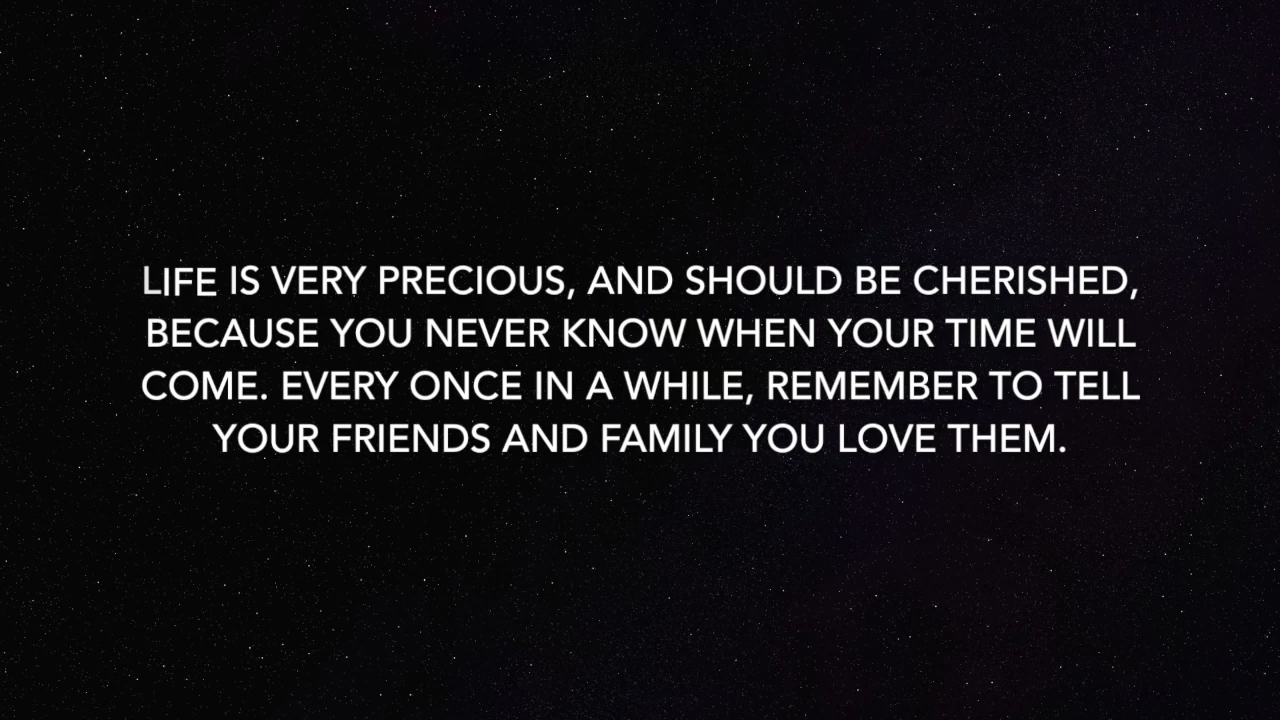 LIFE IS VERY PRECIOUS, AND SHOULD BE CHERISHED,
BECAUSE YOU NEVER KNOW WHEN YOUR TIME WILL
COME. EVERY ONCE IN A WHILE, REMEMBER TO TELL
YOUR FRIENDS AND FAMILY YOU LOVE THEM.